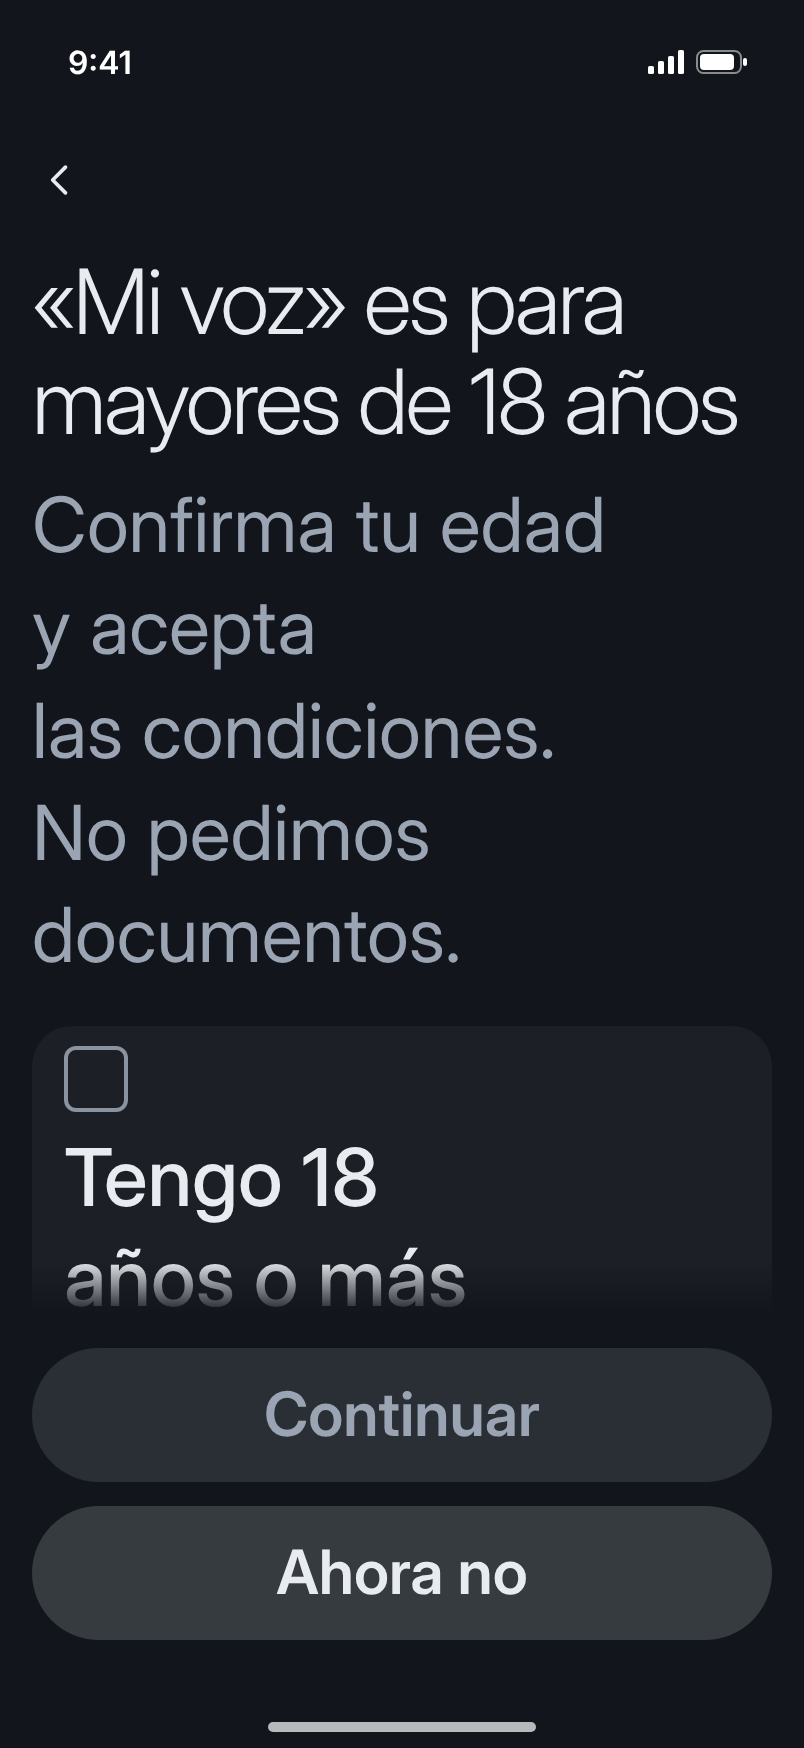 9:41
«Mi voz» es para
mayores de 18 años
Confirma tu edad
y acepta
las condiciones.
No pedimos
documentos.
Tengo 18
años o más
Continuar
Ahora no